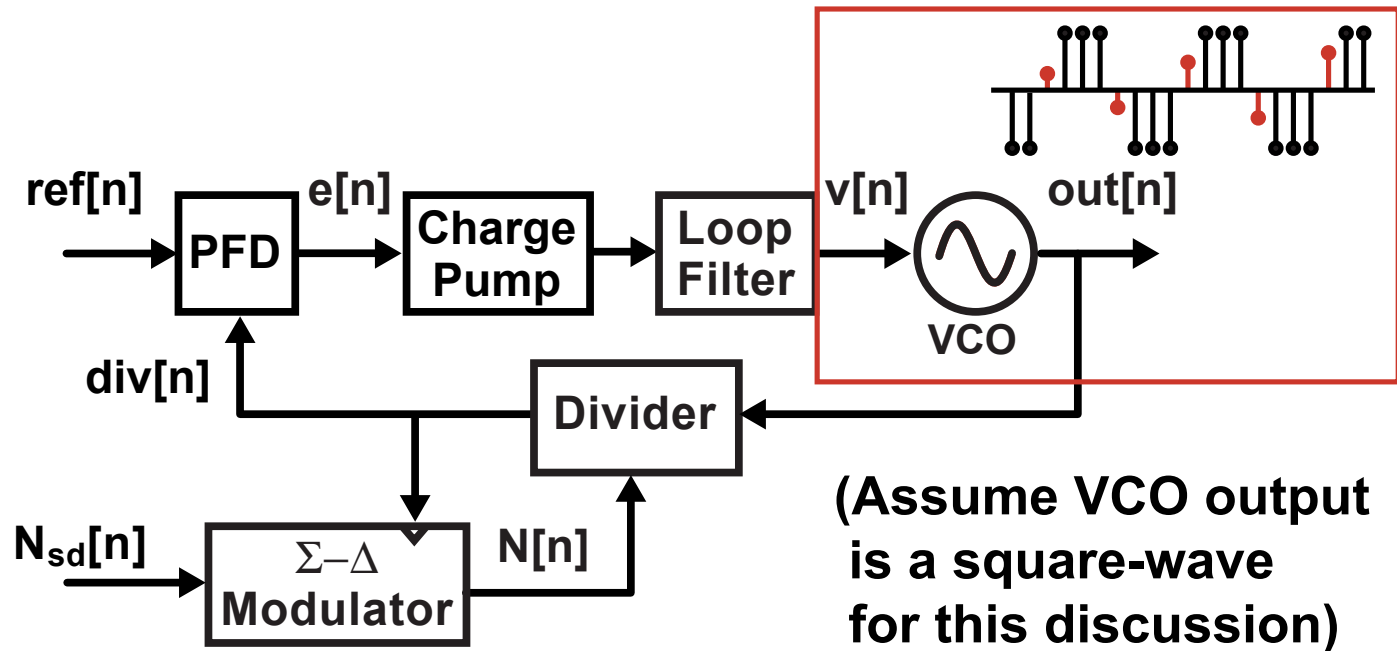 ref[n]
e[n]
v[n]
out[n]
PFD
Charge
Pump
Loop
Filter
VCO
div[n]
Divider
N_sd[n]
Σ–Δ
Modulator
N[n]
(Assume VCO output
is a square-wave
for this discussion)